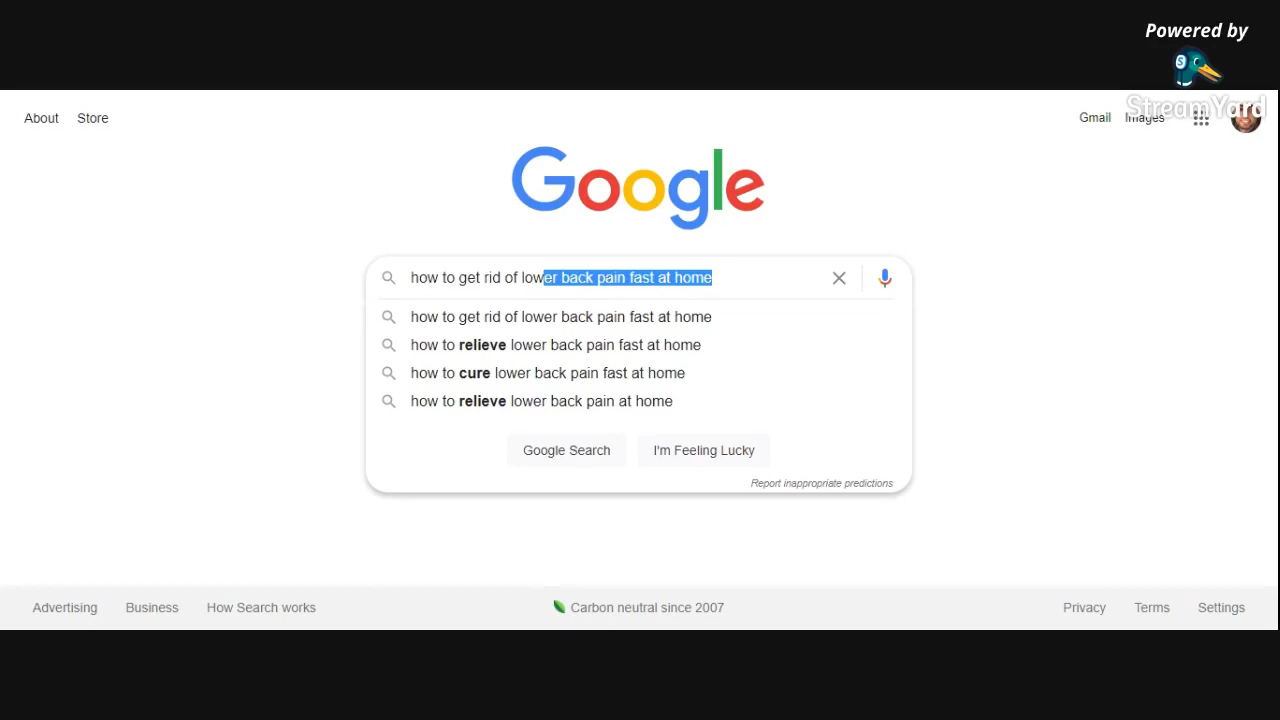 Powered by
StreamYard
About Store Gmail Images
Google
how to get rid of lower back pain fast at home
how to get rid of lower back pain fast at home
how to relieve lower back pain fast at home
how to cure lower back pain fast at home
how to relieve lower back pain at home
Google Search I'm Feeling Lucky
Report inappropriate predictions
Advertising Business How Search works Carbon neutral since 2007 Privacy Terms Settings